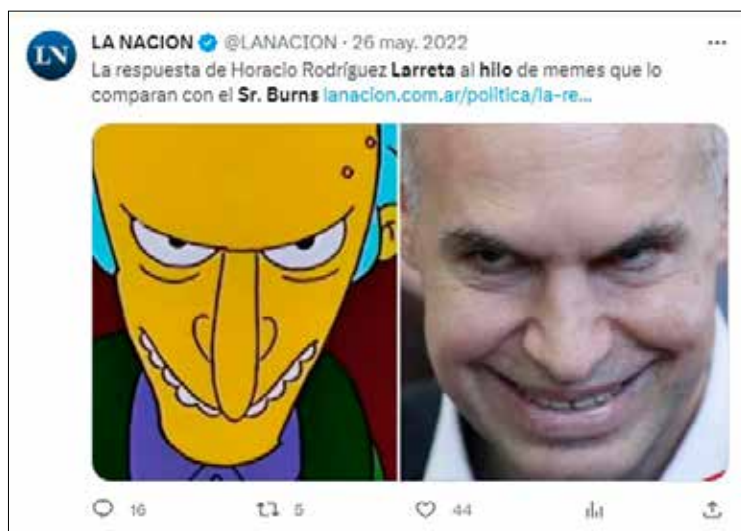 LN
LA NACION @LANACION · 26 may. 2022
La respuesta de Horacio Rodríguez Larreta al hilo de memes que lo
comparan con el Sr. Burns lanacion.com.ar/politica/la-re...
16 5 44